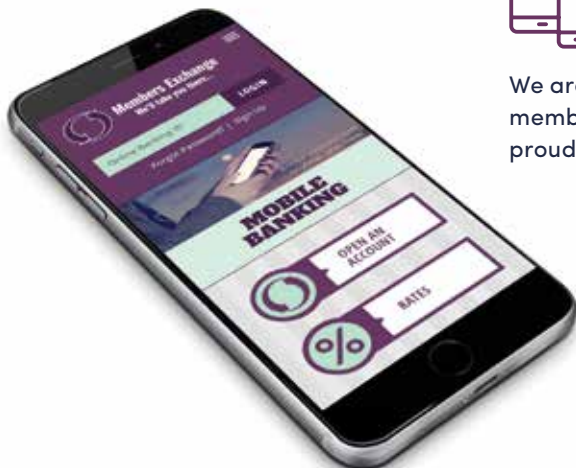 Members Exchange
We'll take you there...
Online Banking ID
LOGIN
Forgot Password? | Sign Up
MOBILE
BANKING
OPEN AN
ACCOUNT
%
RATES
We are
memb
proud